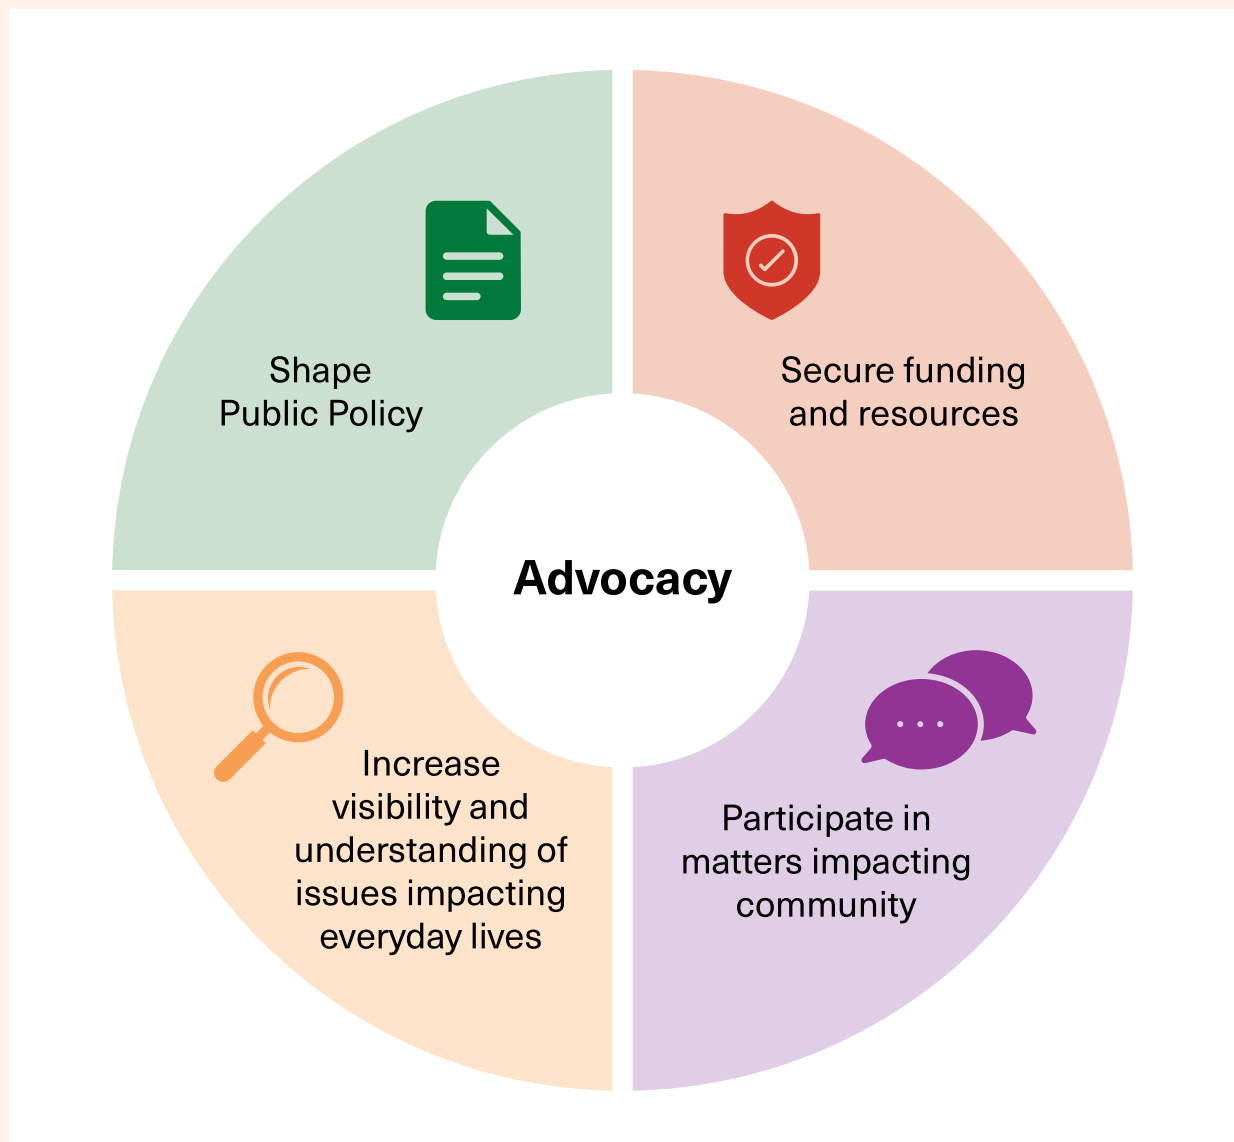 Shape
Public Policy
Secure funding
and resources
Advocacy
Increase
visibility and
understanding of
issues impacting
everyday lives
Participate in
matters impacting
community